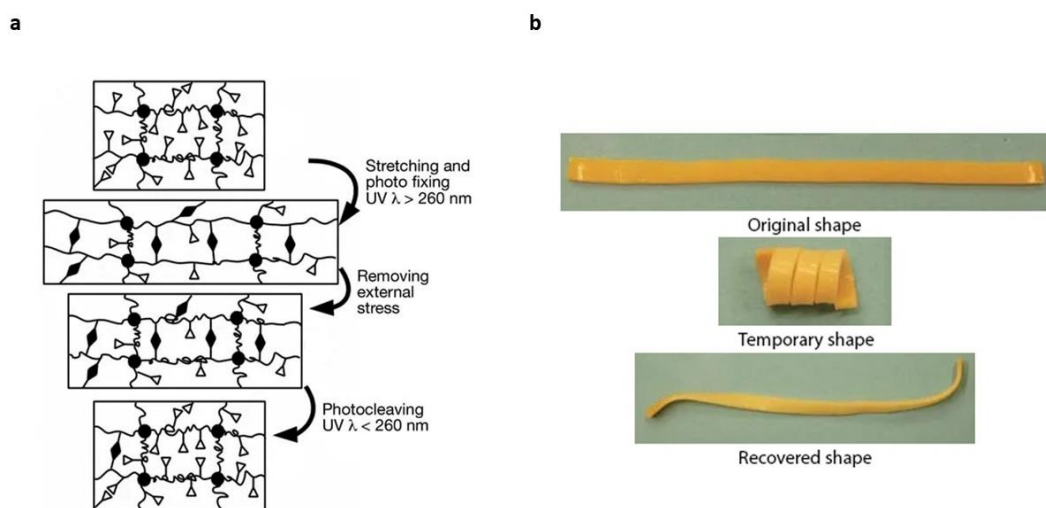 a
b
Stretching and
photo fixing
UV λ > 260 nm
Removing
external
stress
Photocleaving
UV λ < 260 nm
Original shape
Temporary shape
Recovered shape